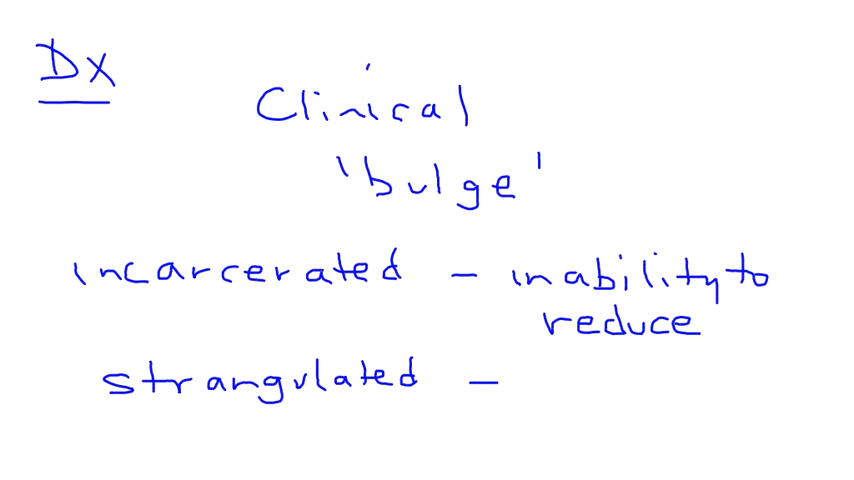 DX
Clinical
'bulge'
incarcerated - inability to
reduce
strangulated -